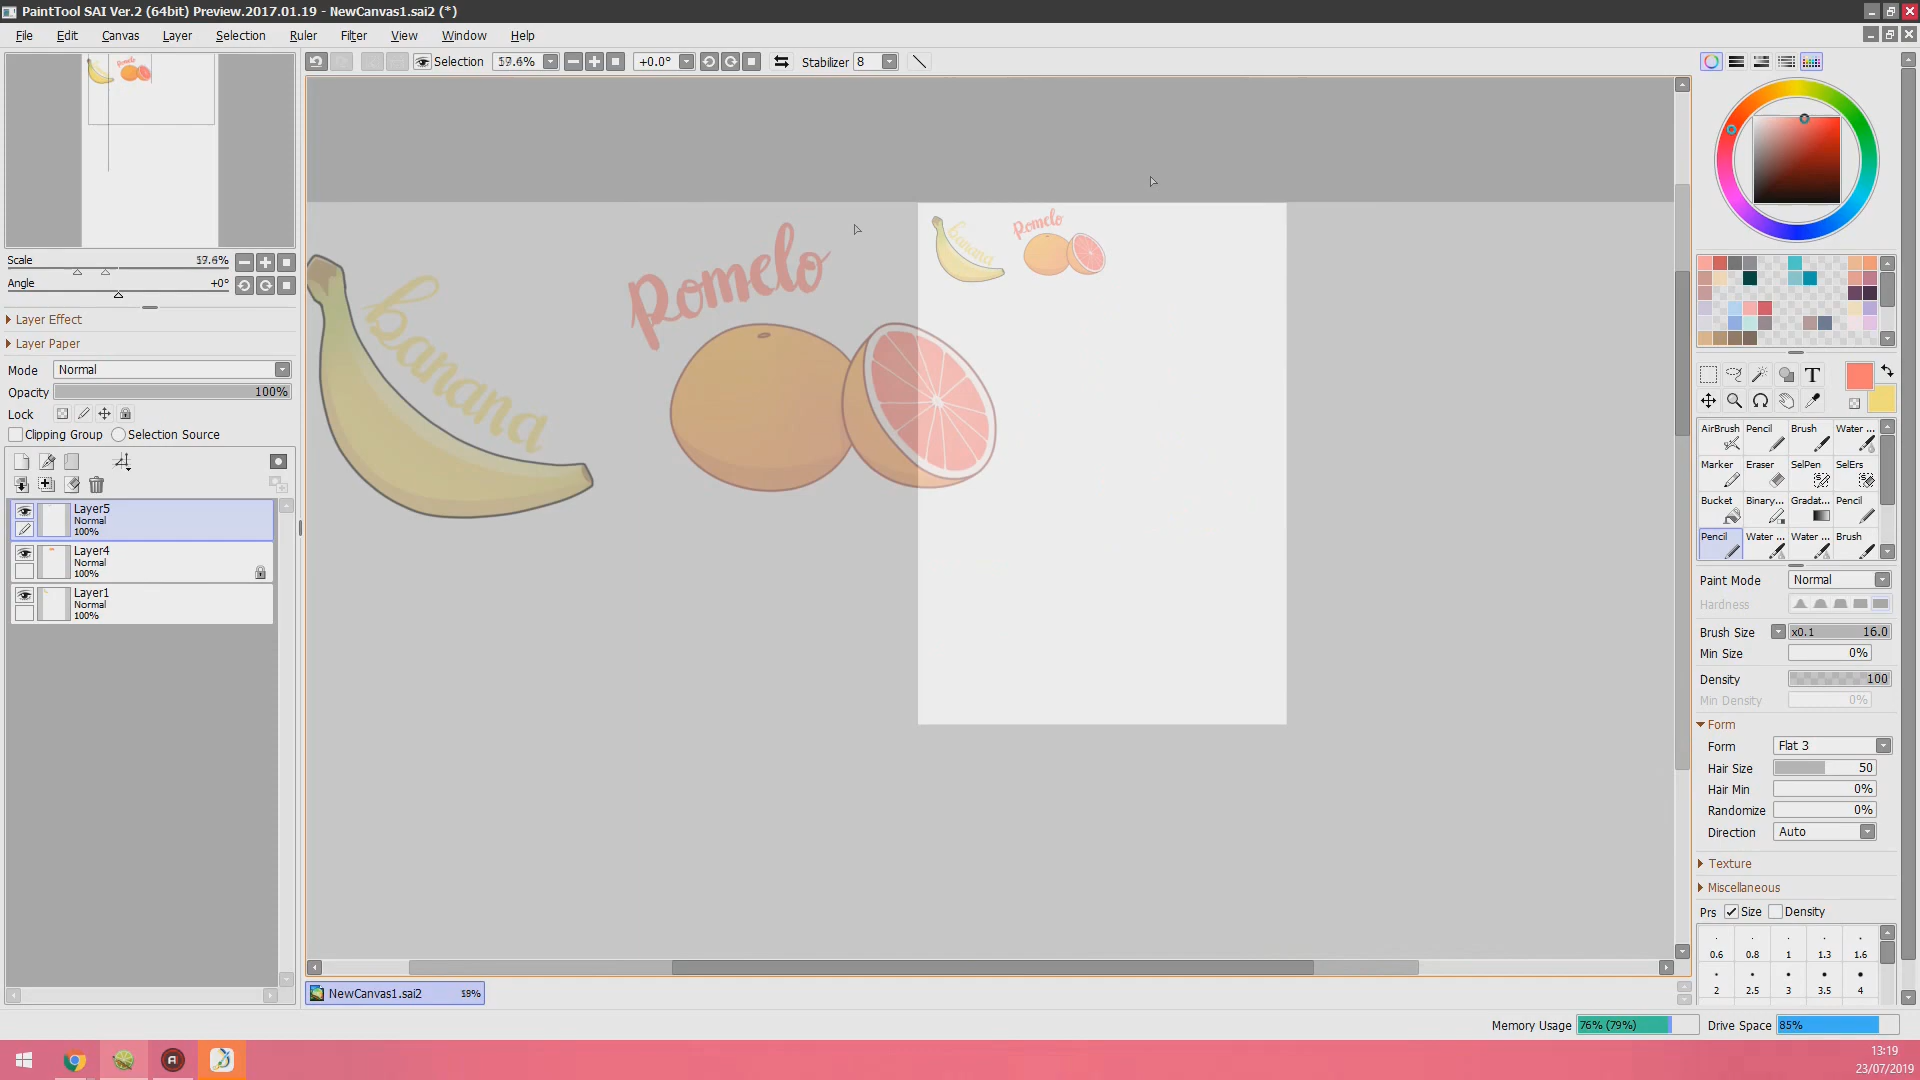 PaintTool SAI Ver.2 (64bit) Preview.2017.01.19 - NewCanvas1.sai2 (*)
File Edit Canvas Layer Selection Ruler Filter View Window Help
Selection +0.0° Stabilizer 8
Scale
Angle +0°
Layer Effect
Layer Paper
Mode Normal
Opacity 100%
Lock
Clipping Group Selection Source
Layer5
Normal
100%
Layer4
Normal
100%
Layer1
Normal
100%
banana
Pomelo
banana
Pomelo
NewCanvas1.sai2
T
AirBrush Pencil Brush Water ...
Marker Eraser SelPen SelErs
Bucket Binary... Gradat... Pencil
Pencil Water ... Water ... Brush
Paint Mode Normal
Hardness
Brush Size x0.1 16.0
Min Size 0%
Density 100
Min Density 0%
Form
Form Flat 3
Hair Size 50
Hair Min 0%
Randomize 0%
Direction Auto
Texture
Miscellaneous
Prs Size Density
0.6 0.8 1 1.3 1.6
2 2.5 3 3.5 4
Memory Usage 76% (79%) Drive Space 85%
13:19
23/07/2019